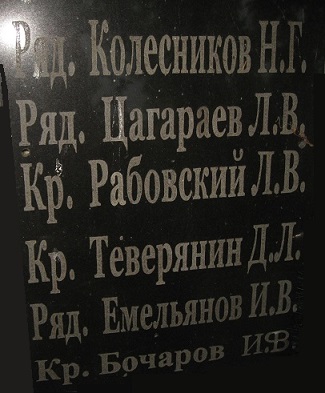 Ряд. Колесников Н.Г.
Ряд. Цагараев Л.В.
Кр. Рабовский Л.В.
Кр. Теверянин Д.Л.
Ряд. Емельянов И.В.
Кр. Бочаров И.В.